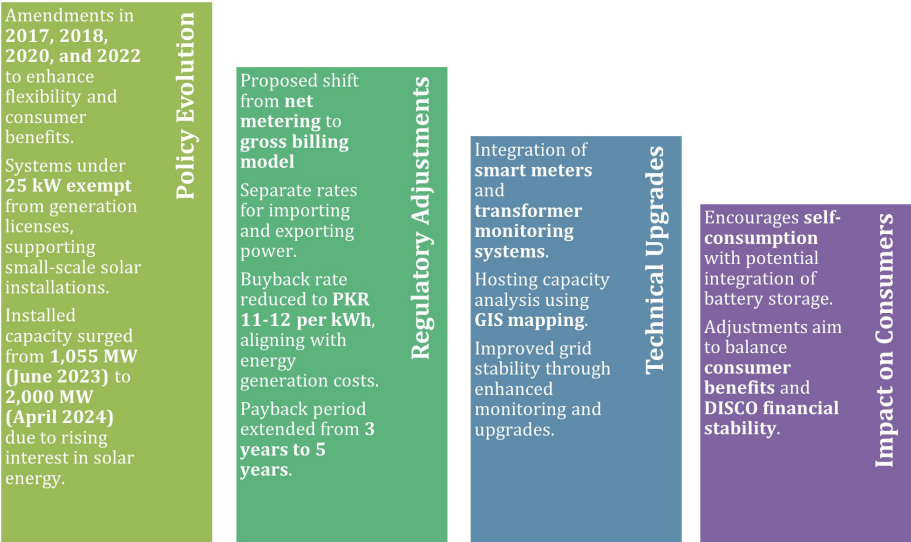 Amendments in
2017, 2018,
2020, and 2022
to enhance
flexibility and
consumer
benefits.
Systems under
25 kW exempt
from generation
licenses,
supporting
small-scale solar
installations.
Installed
capacity surged
from 1,055 MW
(June 2023) to
2,000 MW
(April 2024)
due to rising
interest in solar
energy.
Policy Evolution
Proposed shift
from net
metering to
gross billing
model
Separate rates
for importing
and exporting
power.
Buyback rate
reduced to PKR
11-12 per kWh,
aligning with
energy
generation costs.
Payback period
extended from 3
years to 5
years.
Regulatory Adjustments
Integration of
smart meters
and
transformer
monitoring
systems.
Hosting capacity
analysis using
GIS mapping.
Improved grid
stability through
enhanced
monitoring and
upgrades.
Technical Upgrades
Encourages self-
consumption
with potential
integration of
battery storage.
Adjustments aim
to balance
consumer
benefits and
DISCO financial
stability.
Impact on Consumers